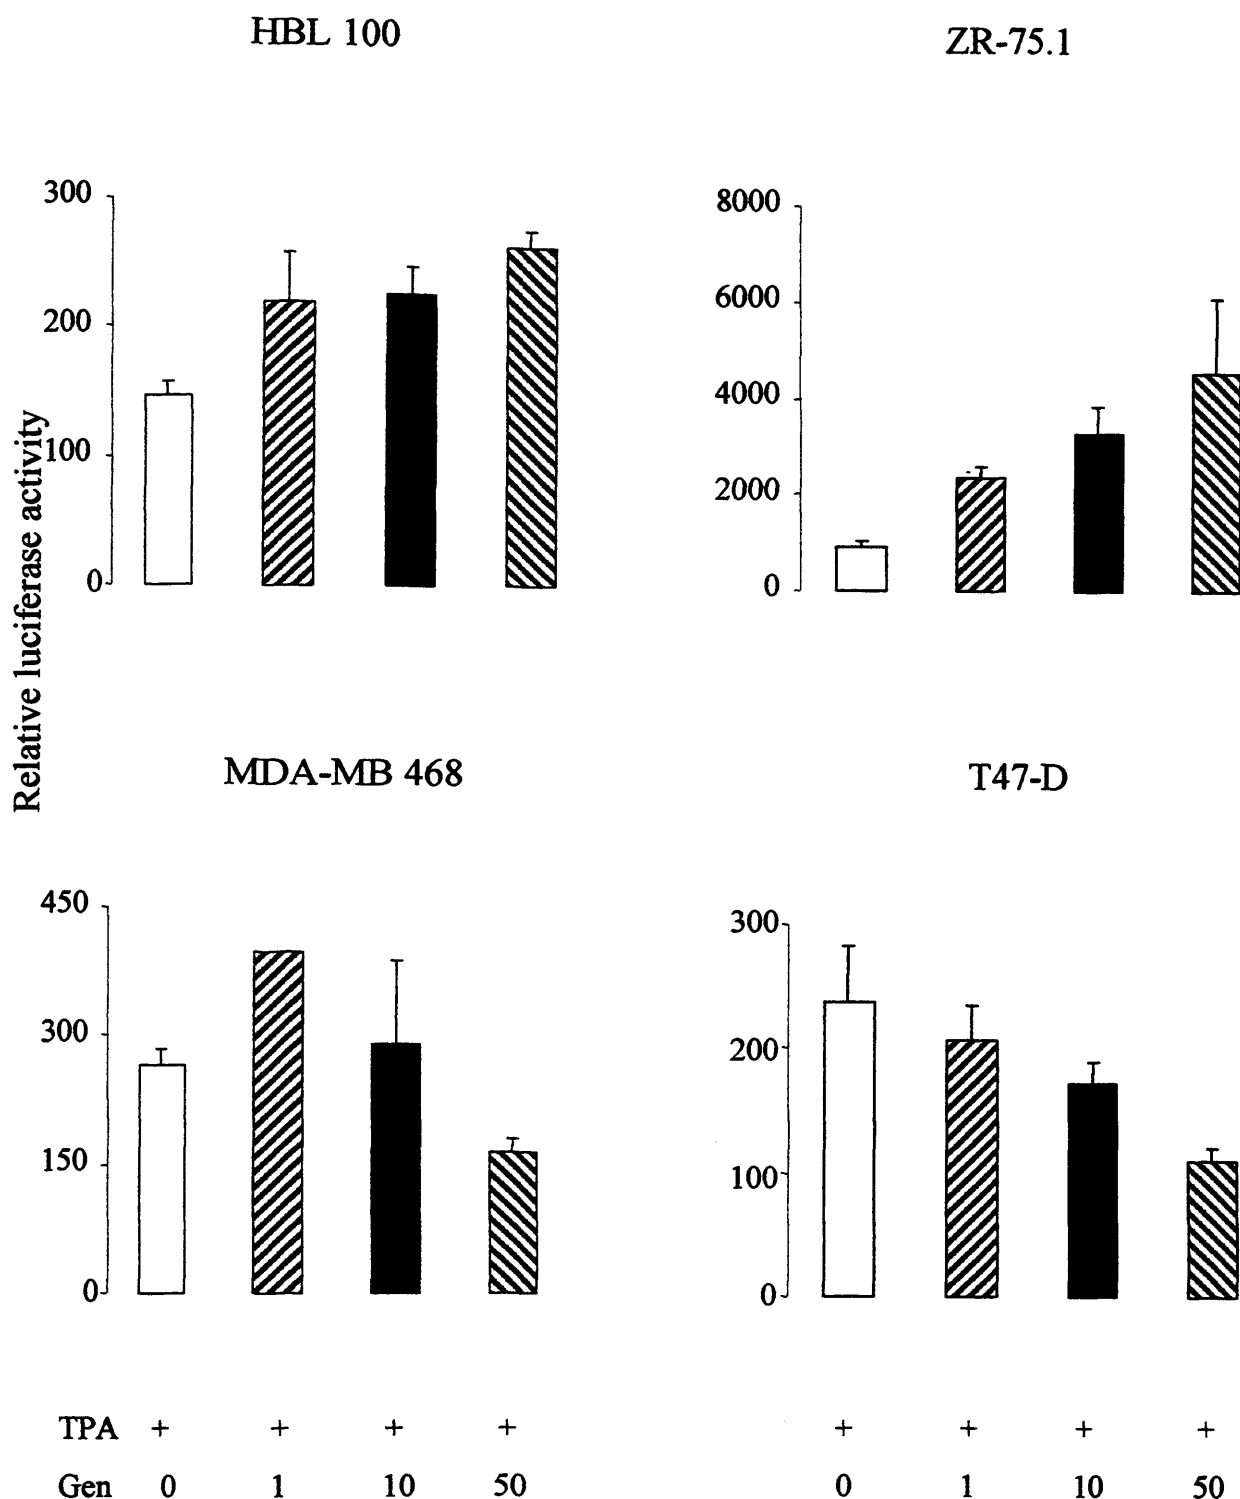 HBL 100
ZR-75.1
300
200
100
0
8000
6000
4000
2000
0
Relative luciferase activity
MDA-MB 468
T47-D
450
300
150
0
300
200
100
0
TPA + + + + + + + +
Gen 0 1 10 50 0 1 10 50